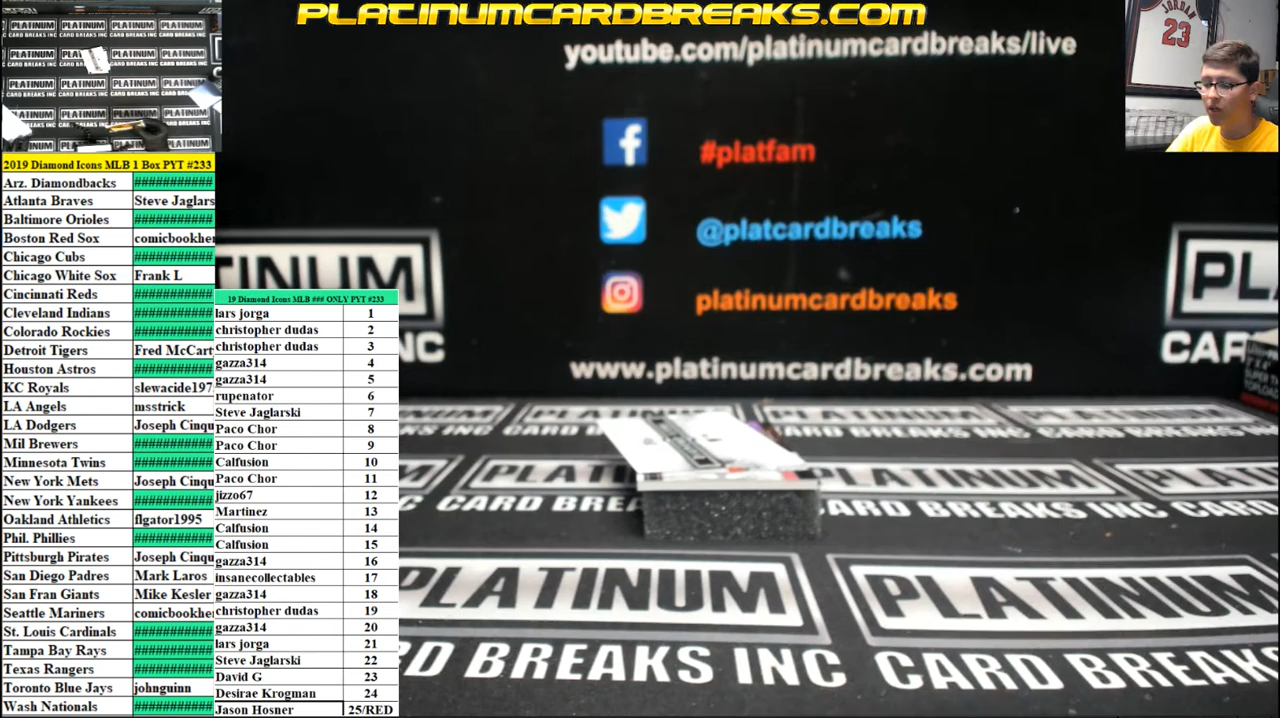 PLATINUMCARDBREAKS.COM
youtube.com/platinumcardbreaks/live
#platfam
@platcardbreaks
platinumcardbreaks
www.platinumcardbreaks.com
JORDAN
23
2019 Diamond Icons MLB 1 Box PYT #233
Arz. Diamondbacks ###########
Atlanta Braves Steve Jaglars
Baltimore Orioles ###########
Boston Red Sox comicbookhe
Chicago Cubs ###########
Chicago White Sox Frank L
Cincinnati Reds ###########
Cleveland Indians ###########
Colorado Rockies ###########
Detroit Tigers Fred McCart
Houston Astros ###########
KC Royals slewacide197
LA Angels msstrick
LA Dodgers Joseph Cinqu
Mil Brewers ###########
Minnesota Twins ###########
New York Mets Joseph Cinqu
New York Yankees ###########
Oakland Athletics flgator1995
Phil. Phillies ###########
Pittsburgh Pirates Joseph Cinqu
San Diego Padres Mark Laros
San Fran Giants Mike Kesler
Seattle Mariners comicbookhe
St. Louis Cardinals ###########
Tampa Bay Rays ###########
Texas Rangers ###########
Toronto Blue Jays johnguinn
Wash Nationals ###########
19 Diamond Icons MLB ### ONLY PYT #233
lars jorga 1
christopher dudas 2
christopher dudas 3
gazza314 4
gazza314 5
rupenator 6
Steve Jaglarski 7
Paco Chor 8
Paco Chor 9
Calfusion 10
Paco Chor 11
jizzo67 12
Martinez 13
Calfusion 14
Calfusion 15
gazza314 16
insanecollectables 17
gazza314 18
christopher dudas 19
gazza314 20
lars jorga 21
Steve Jaglarski 22
David G 23
Desirae Krogman 24
Jason Hosner 25/RED
PLATINUM PLATINUM
D BREAKS INC CARD BREAKS INC CARD BREAKS